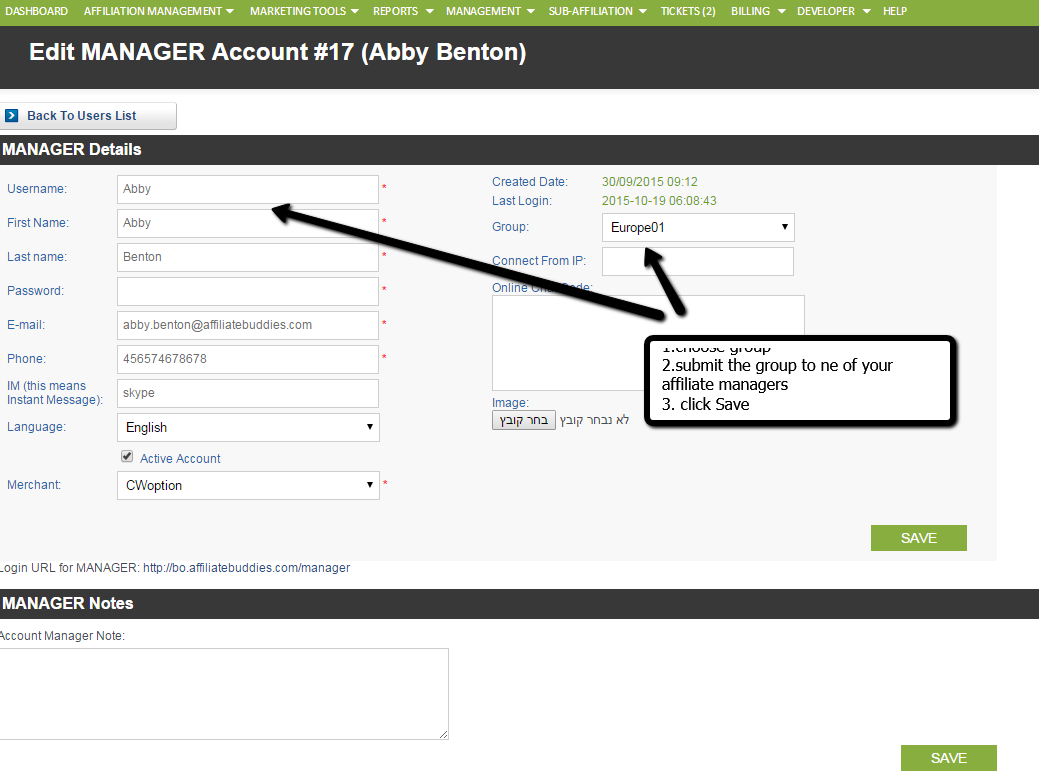 DASHBOARD AFFILIATION MANAGEMENT MARKETING TOOLS REPORTS MANAGEMENT SUB-AFFILIATION TICKETS (2) BILLING DEVELOPER HELP
Edit MANAGER Account #17 (Abby Benton)
Back To Users List
MANAGER Details
Username: Abby *
First Name: Abby *
Last name: Benton *
Password: *
E-mail: abby.benton@affiliatebuddies.com *
Phone: 456574678678 *
IM (this means
Instant Message): skype
Language: English
Active Account
Merchant: CWoption *
Created Date: 30/09/2015 09:12
Last Login: 2015-10-19 06:08:43
Group: Europe01
Connect From IP:
Online Chat Code:
1.choose group
2.submit the group to ne of your
affiliate managers
3. click Save
Image:
בחר קובץ לא נבחר קובץ
SAVE
Login URL for MANAGER: http://bo.affiliatebuddies.com/manager
MANAGER Notes
Account Manager Note:
SAVE